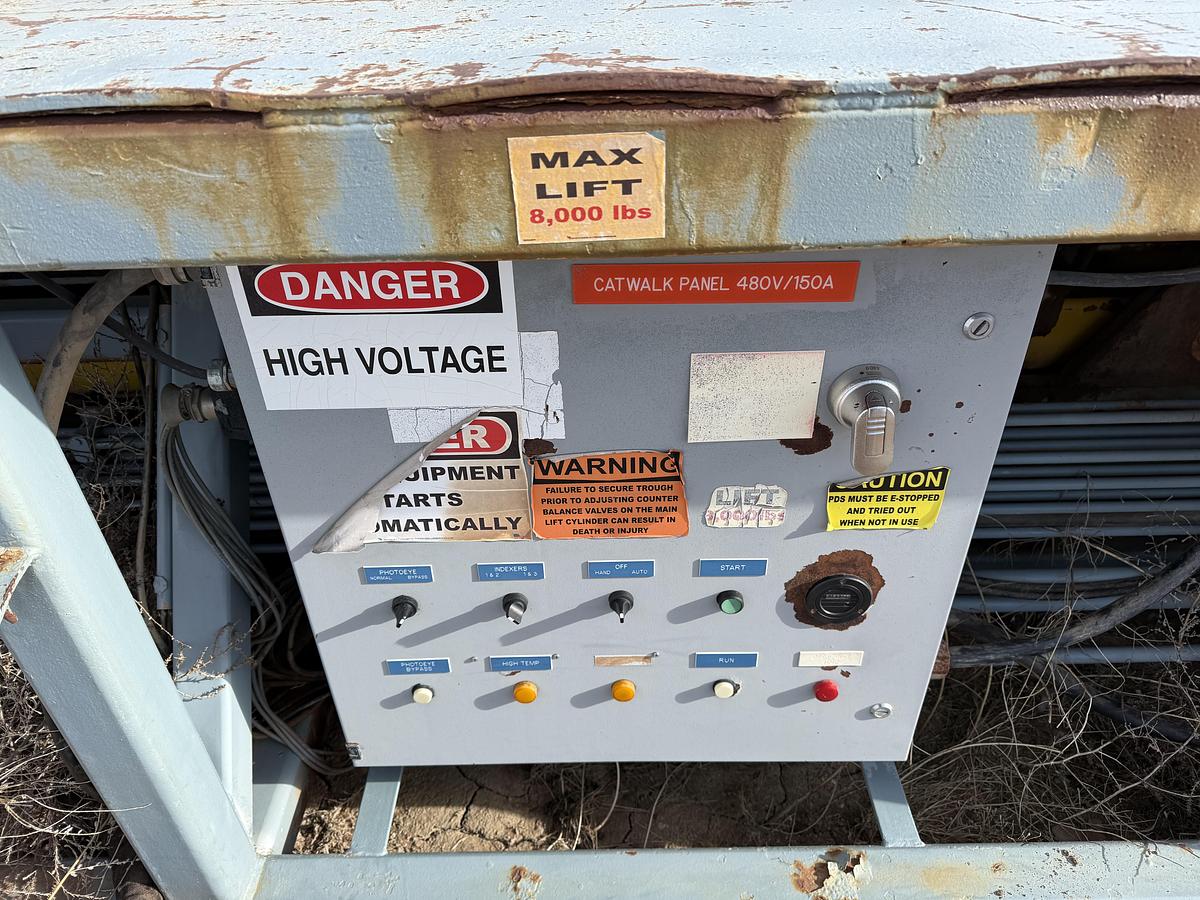 MAX
LIFT
8,000 lbs
DANGER
HIGH VOLTAGE
CATWALK PANEL 480V/150A
ER
UIPMENT
TARTS
OMATICALLY
WARNING
FAILURE TO SECURE TROUGH
PRIOR TO ADJUSTING COUNTER
BALANCE VALVES ON THE MAIN
LIFT CYLINDER CAN RESULT IN
DEATH OR INJURY
LIFT
UTION
PDS MUST BE E-STOPPED
AND TRIED OUT
WHEN NOT IN USE
PHOTOEYE
NORMAL BYPASS
INDEXERS
1&2 1&3
OFF
HAND AUTO
START
PHOTOEYE
BYPASS
HIGH TEMP
RUN